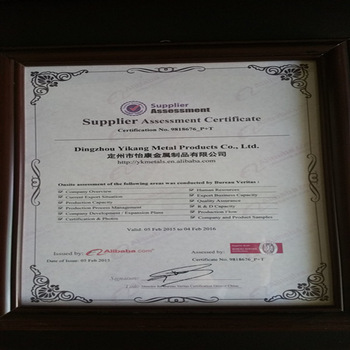 Supplier
Assessment
Supplier Assessment Certificate
Certification No. 9818676_P+T
Dingzhou Yikang Metal Products Co., Ltd.
定州市怡康金属制品有限公司
http://ykmetals.en.alibaba.com
Onsite assessment of the following areas was conducted by Bureau Veritas :
Company Overview
Human Resources
Current Export Situation
Export Business Capacity
Production Capacity
Quality Assurance
Production Process Management
R & D Capacity
Company Development / Expansion Plans
Production Flow
Certification & Photos
Company and Product Samples
Valid: 05 Feb 2015 to 04 Feb 2016
Issued by:
Alibaba.com
Assessed by:
Date of Issue: 05 Feb 2015
Certificate No. 9818676_P+T
Signature: